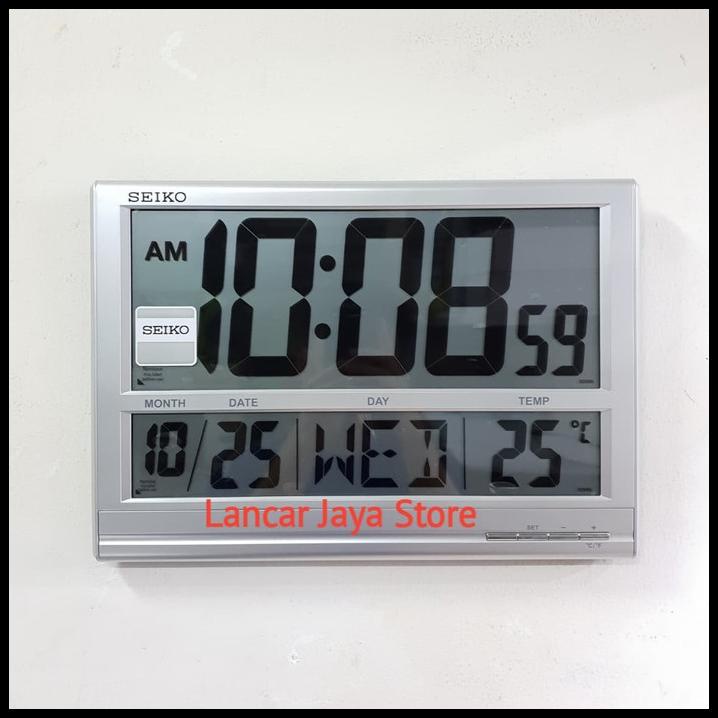 SEIKO
AM 10:08 59
SEIKO
MONTH DATE DAY TEMP
10/25 WED 25 °C
Lancar Jaya Store
SET − +
°C/°F